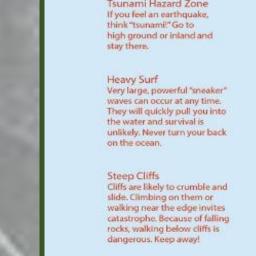 Tsunami Hazard Zone
If you feel an earthquake,
think "tsunami!" Go to
high ground or inland and
stay there.
Heavy Surf
Very large, powerful "sneaker"
waves can occur at any time.
They will quickly pull you into
the water and survival is
unlikely. Never turn your back
on the ocean.
Steep Cliffs
Cliffs are likely to crumble and
slide. Climbing on them or
walking near the edge invites
catastrophe. Because of falling
rocks, walking below cliffs is
dangerous. Keep away!